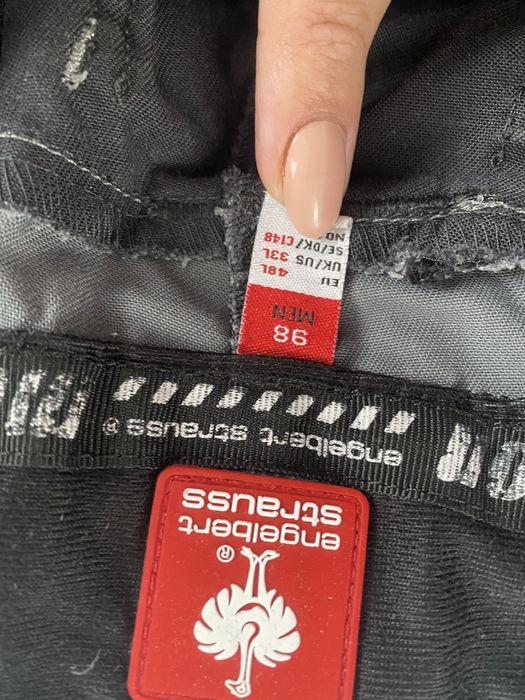 ®
engelbert
strauss
engelbert strauss ®
98
MEN
EU 48L
UK/US 33L
SE/DK/ C148
NO